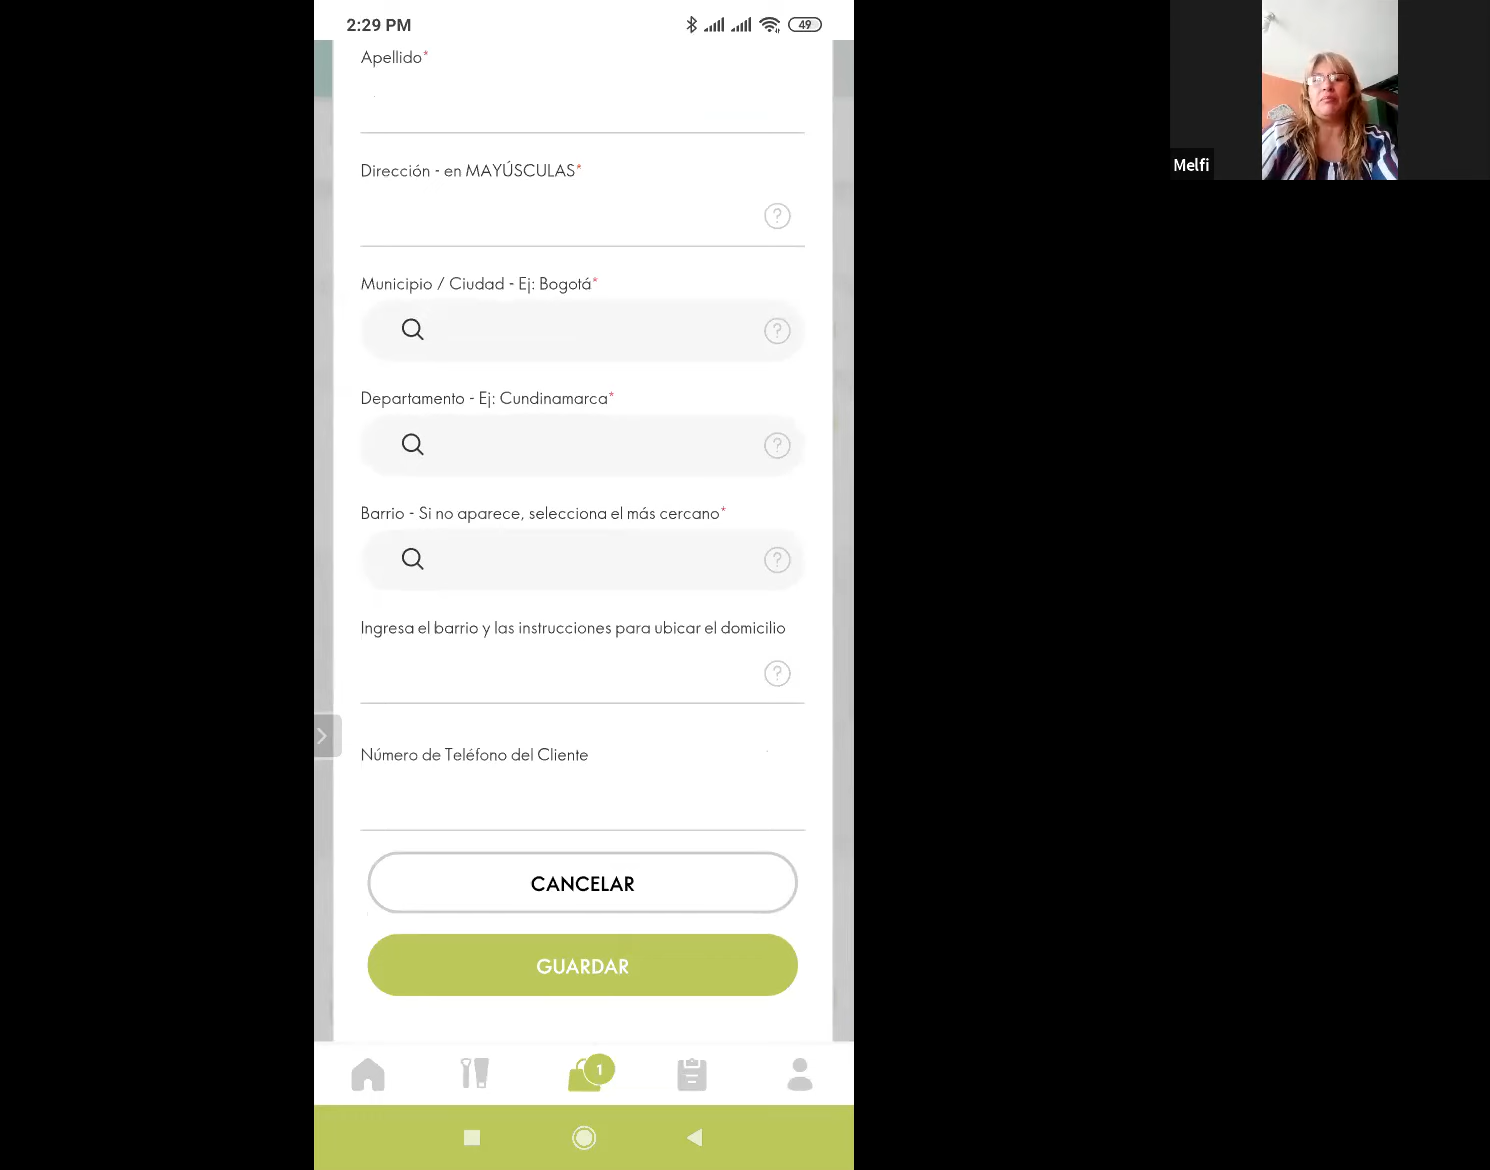 2:29 PM
49
Apellido*
Dirección - en MAYÚSCULAS*
?
Municipio / Ciudad - Ej: Bogotá*
?
Departamento - Ej: Cundinamarca*
?
Barrio - Si no aparece, selecciona el más cercano*
?
Ingresa el barrio y las instrucciones para ubicar el domicilio
?
Número de Teléfono del Cliente
CANCELAR
GUARDAR
1
Melfi